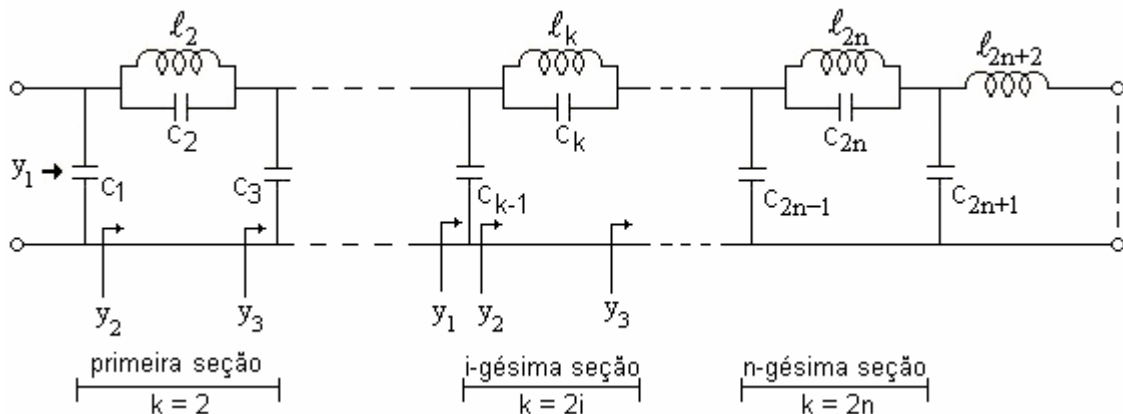 ℓ2
ℓk
ℓ2n
ℓ2n+2
C2
Ck
C2n
y1
C1
C3
Ck-1
C2n-1
C2n+1
y2
y3
y1
y2
y3
primeira seção
k = 2
i-gésima seção
k = 2i
n-gésima seção
k = 2n